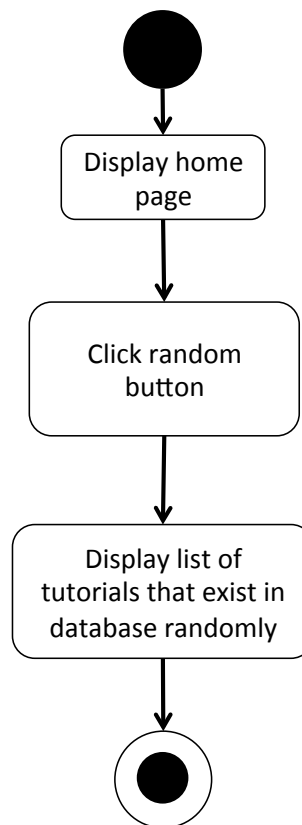 Display home
page
Click random
button
Display list of
tutorials that exist in
database randomly